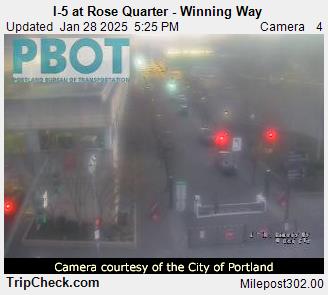 I-5 at Rose Quarter - Winning Way
Updated Jan 28 2025 5:25 PM Camera 4
PBOT
PORTLAND BUREAU OF TRANSPORTATION
Camera courtesy of the City of Portland
TripCheck.com Milepost302.00